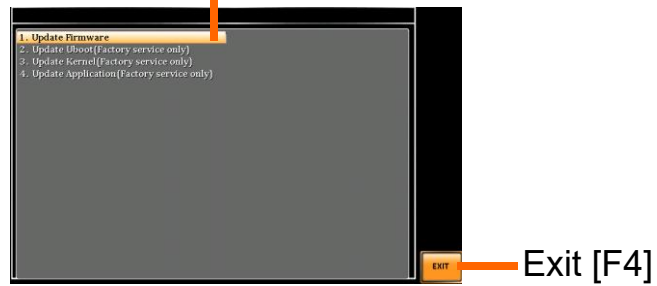 1. Update Firmware
2. Update Uboot(Factory service only)
3. Update Kernel(Factory service only)
4. Update Application(Factory service only)
EXIT
Exit [F4]